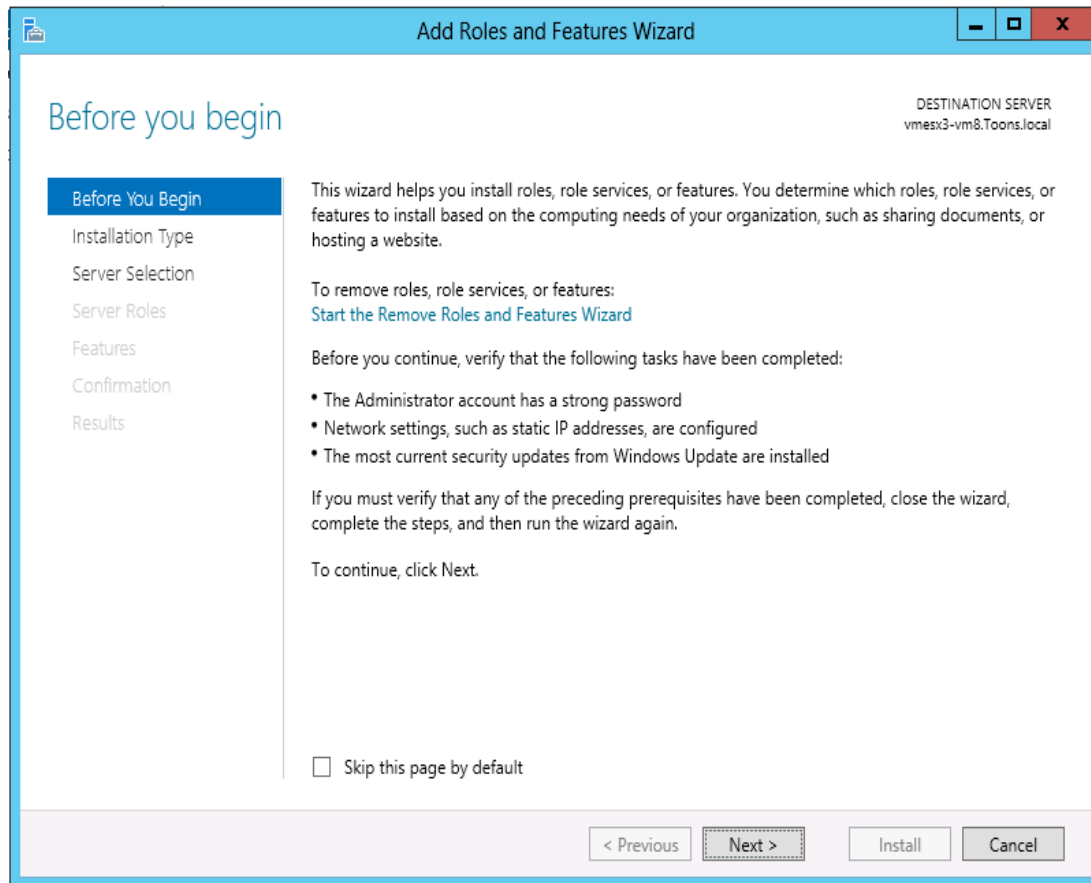 Add Roles and Features Wizard
Before you begin
DESTINATION SERVER
vmesx3-vm8.Toons.local
Before You Begin
Installation Type
Server Selection
Server Roles
Features
Confirmation
Results
This wizard helps you install roles, role services, or features. You determine which roles, role services, or
features to install based on the computing needs of your organization, such as sharing documents, or
hosting a website.
To remove roles, role services, or features:
Start the Remove Roles and Features Wizard
Before you continue, verify that the following tasks have been completed:
• The Administrator account has a strong password
• Network settings, such as static IP addresses, are configured
• The most current security updates from Windows Update are installed
If you must verify that any of the preceding prerequisites have been completed, close the wizard,
complete the steps, and then run the wizard again.
To continue, click Next.
Skip this page by default
< Previous
Next >
Install
Cancel